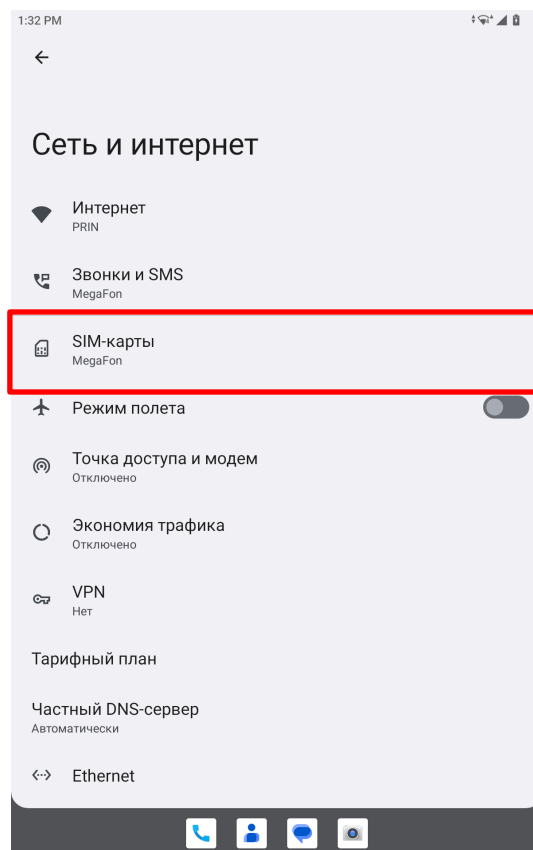 1:32 PM
Сеть и интернет
Интернет
PRIN
Звонки и SMS
MegaFon
SIM-карты
MegaFon
Режим полета
Точка доступа и модем
Отключено
Экономия трафика
Отключено
VPN
Нет
Тарифный план
Частный DNS-сервер
Автоматически
Ethernet